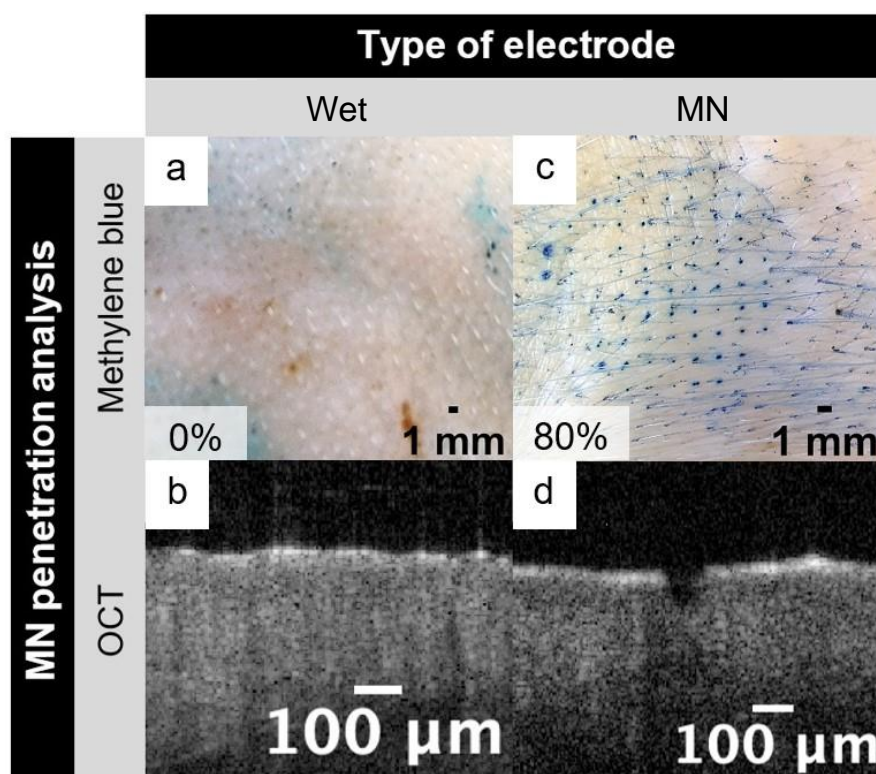 Type of electrode
Wet
MN
MN penetration analysis
Methylene blue
a
0%
1 mm
c
80%
1 mm
OCT
b
100 µm
d
100 µm